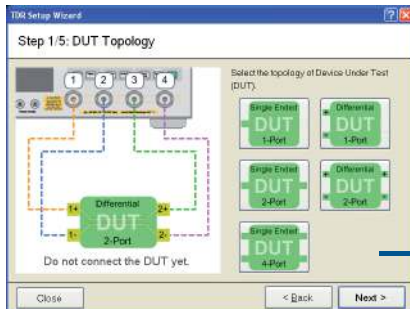 TDR Setup Wizard
Step 1/5: DUT Topology
1 2 3 4
Differential
DUT
2-Port
1+
1-
2+
2-
Do not connect the DUT yet.
Select the topology of Device Under Test
(DUT).
Single Ended
DUT
1-Port
Differential
DUT
1-Port
Single Ended
DUT
2-Port
Differential
DUT
2-Port
Single Ended
DUT
4-Port
Close
< Back
Next >